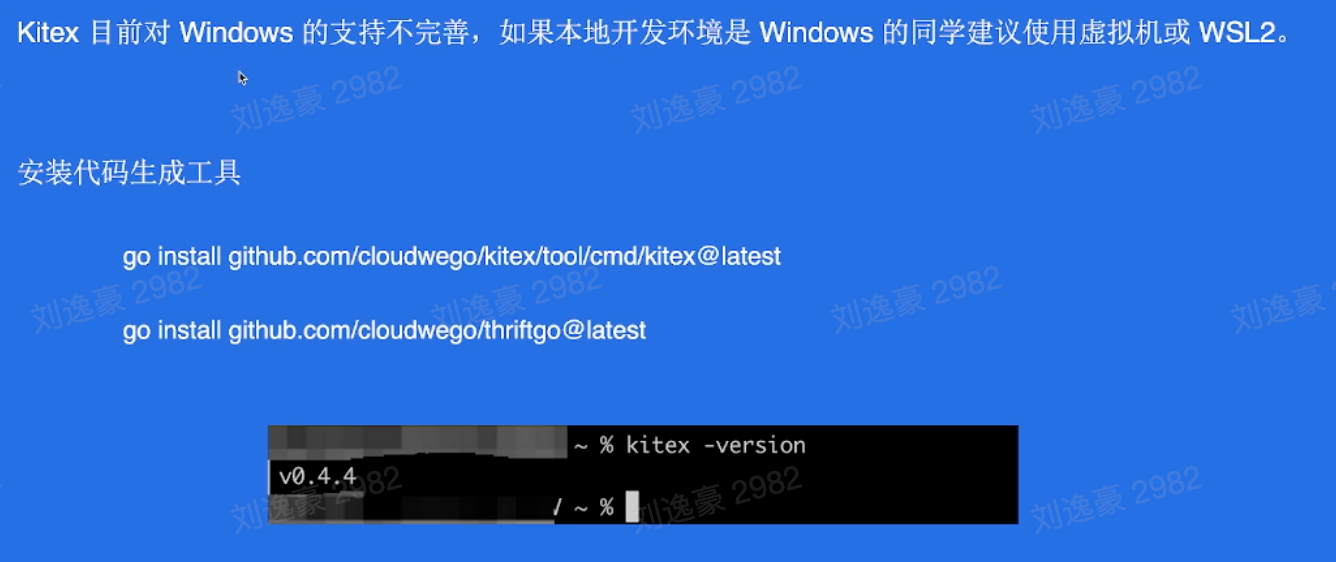 Kitex 目前对 Windows 的支持不完善，如果本地开发环境是 Windows 的同学建议使用虚拟机或 WSL2。
刘逸豪 2982
刘逸豪 2982
刘逸豪 2982
安装代码生成工具
go install github.com/cloudwego/kitex/tool/cmd/kitex@latest
刘逸豪 2982
刘逸豪 2982
刘逸豪 2982
刘逸豪
go install github.com/cloudwego/thriftgo@latest
~ % kitex -version
v0.4.4
刘逸豪 2982
刘逸豪 2982
刘逸豪 2982
~ %